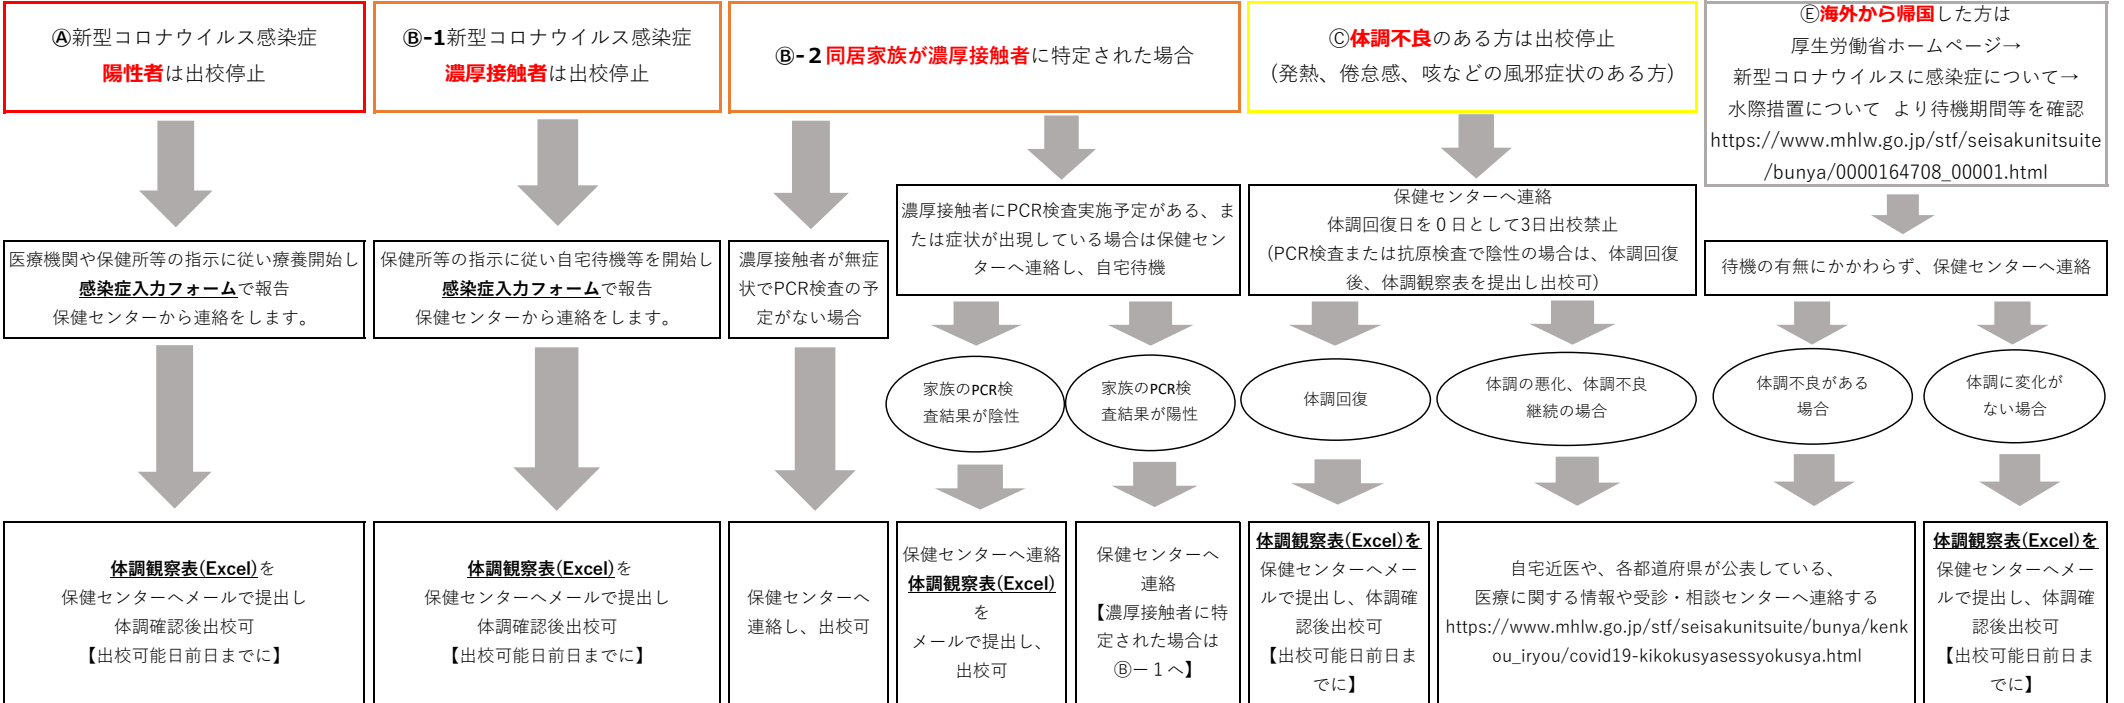 Ⓐ新型コロナウイルス感染症
陽性者は出校停止
Ⓑ-1新型コロナウイルス感染症
濃厚接触者は出校停止
Ⓑ-２同居家族が濃厚接触者に特定された場合
Ⓒ体調不良のある方は出校停止
(発熱、倦怠感、咳などの風邪症状のある方)
Ⓔ海外から帰国した方は
厚生労働省ホームページ→
新型コロナウイルスに感染症について→
水際措置について より待機期間等を確認
https://www.mhlw.go.jp/stf/seisakunitsuite
/bunya/0000164708_00001.html
医療機関や保健所等の指示に従い療養開始し
感染症入力フォームで報告
保健センターから連絡をします。
保健所等の指示に従い自宅待機等を開始し
感染症入力フォームで報告
保健センターから連絡をします。
濃厚接触者が無症
状でPCR検査の予
定がない場合
濃厚接触者にPCR検査実施予定がある、ま
たは症状が出現している場合は保健セン
ターへ連絡し、自宅待機
保健センターへ連絡
体調回復日を０日として3日出校禁止
(PCR検査または抗原検査で陰性の場合は、体調回復
後、体調観察表を提出し出校可)
待機の有無にかかわらず、保健センターへ連絡
家族のPCR検
査結果が陰性
家族のPCR検
査結果が陽性
体調回復
体調の悪化、体調不良
継続の場合
体調不良がある
場合
体調に変化が
ない場合
体調観察表(Excel)を
保健センターへメールで提出し
体調確認後出校可
【出校可能日前日までに】
体調観察表(Excel)を
保健センターへメールで提出し
体調確認後出校可
【出校可能日前日までに】
保健センターへ
連絡し、出校可
保健センターへ連絡
体調観察表(Excel)
を
メールで提出し、
出校可
保健センターへ
連絡
【濃厚接触者に特
定された場合は
Ⓑ－１へ】
体調観察表(Excel)を
保健センターへメー
ルで提出し、体調確
認後出校可
【出校可能日前日ま
でに】
自宅近医や、各都道府県が公表している、
医療に関する情報や受診・相談センターへ連絡する
https://www.mhlw.go.jp/stf/seisakunitsuite/bunya/kenk
ou_iryou/covid19-kikokusyasessyokusya.html
体調観察表(Excel)を
保健センターへメー
ルで提出し、体調確
認後出校可
【出校可能日前日ま
でに】